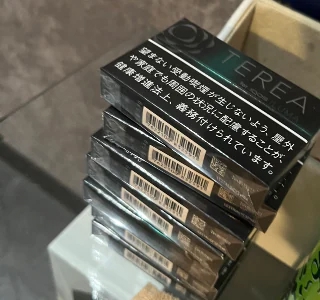 TEREA
望まない受動喫煙が生じないよう、屋外
や家庭でも周囲の状況に配慮することが、
健康増進法上、義務付けられています。